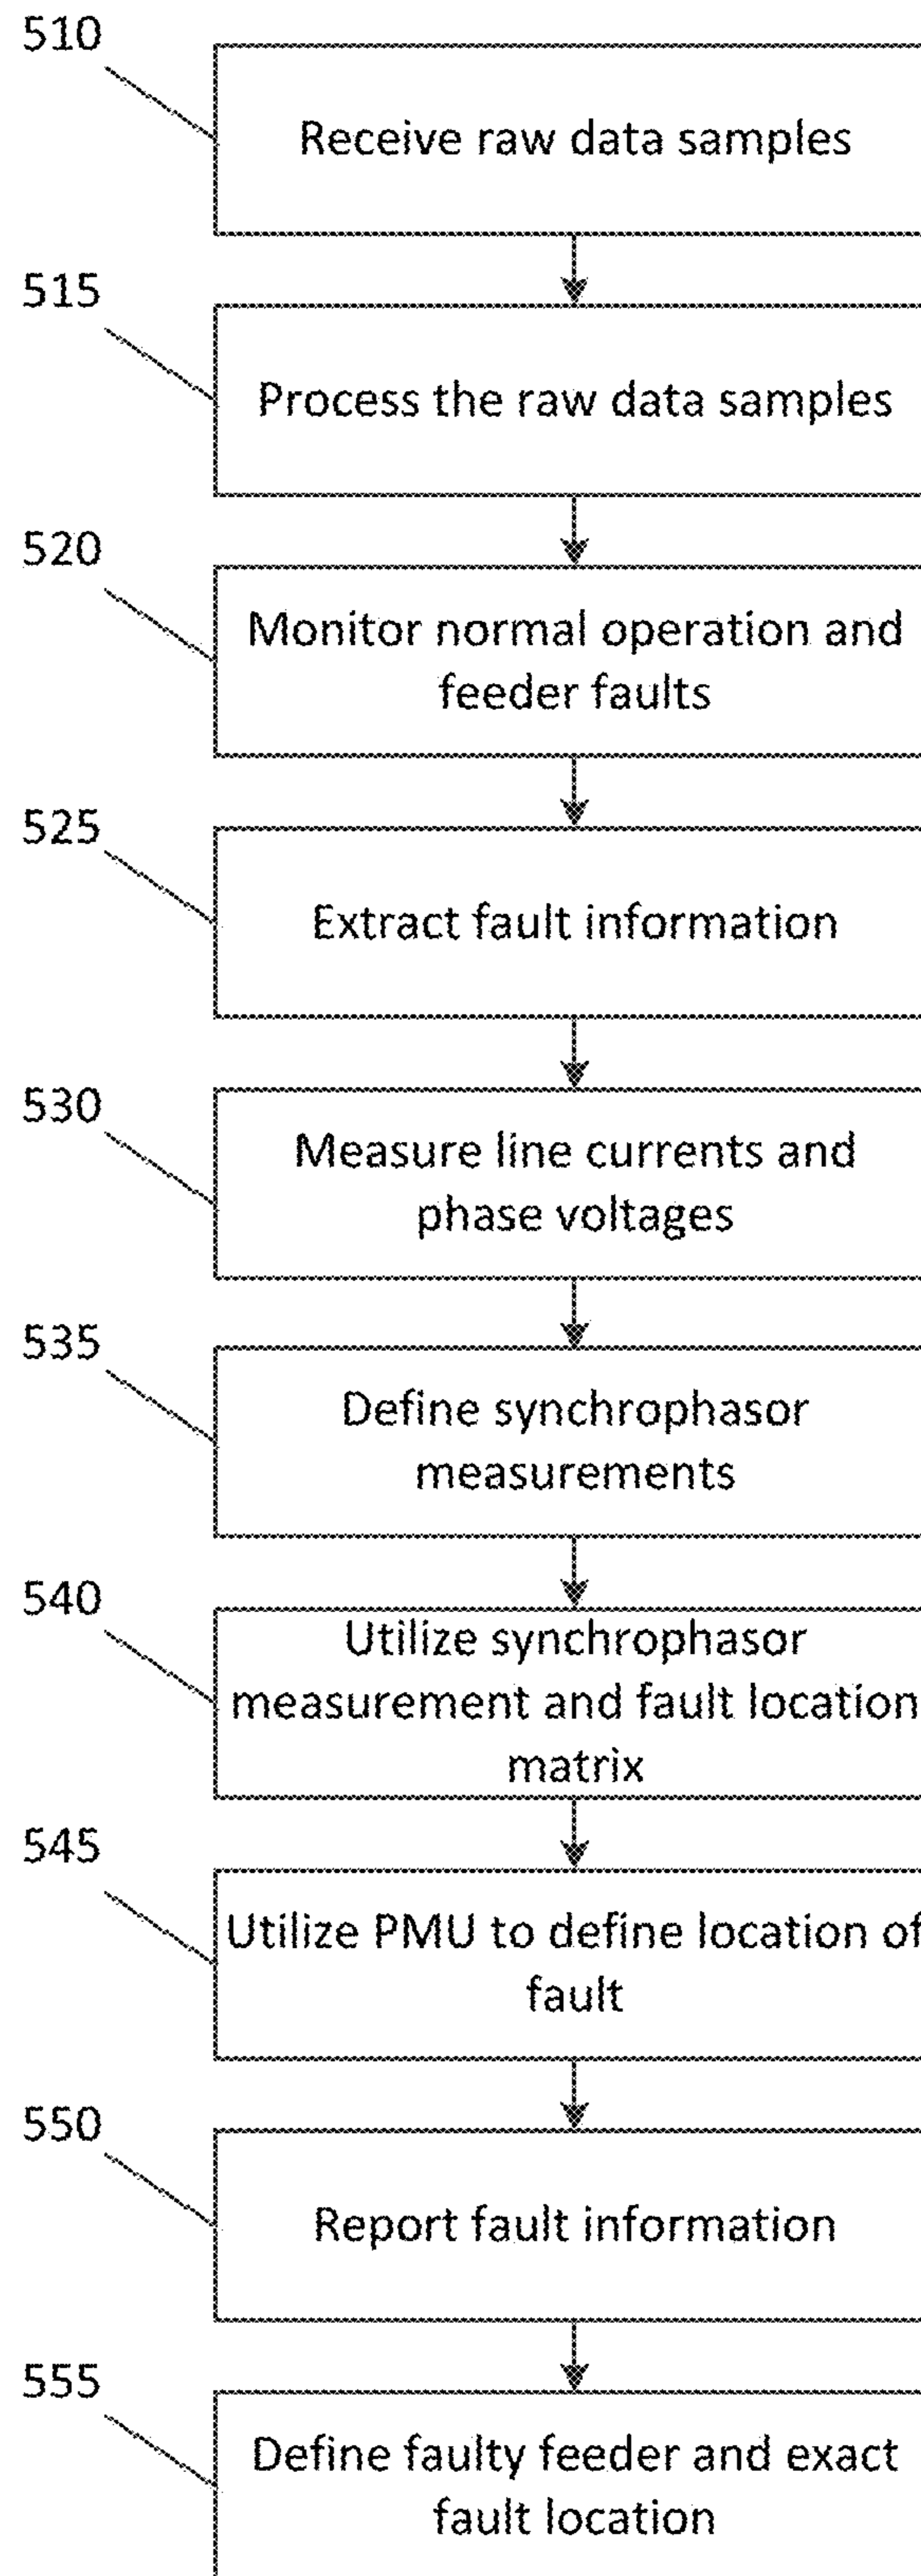 510
Receive raw data samples
515
Process the raw data samples
520
Monitor normal operation and
feeder faults
525
Extract fault information
530
Measure line currents and
phase voltages
535
Define synchrophasor
measurements
540
Utilize synchrophasor
measurement and fault location
matrix
545
Utilize PMU to define location of
fault
550
Report fault information
555
Define faulty feeder and exact
fault location